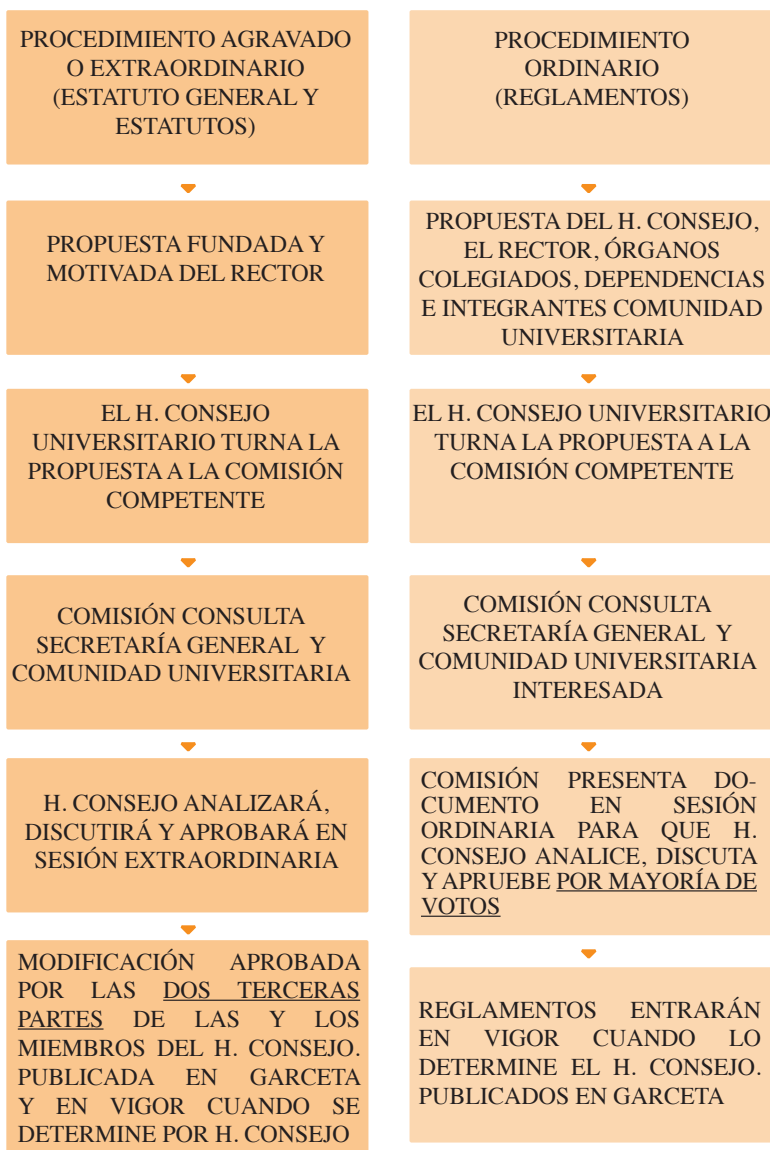 PROCEDIMIENTO AGRAVADO
O EXTRAORDINARIO
(ESTATUTO GENERAL Y
ESTATUTOS)
PROPUESTA FUNDADA Y
MOTIVADA DEL RECTOR
EL H. CONSEJO
UNIVERSITARIO TURNA LA
PROPUESTA A LA COMISIÓN
COMPETENTE
COMISIÓN CONSULTA
SECRETARÍA GENERAL Y
COMUNIDAD UNIVERSITARIA
H. CONSEJO ANALIZARÁ,
DISCUTIRÁ Y APROBARÁ EN
SESIÓN EXTRAORDINARIA
MODIFICACIÓN APROBADA
POR LAS DOS TERCERAS
PARTES DE LAS Y LOS
MIEMBROS DEL H. CONSEJO.
PUBLICADA EN GARCETA
Y EN VIGOR CUANDO SE
DETERMINE POR H. CONSEJO
PROCEDIMIENTO
ORDINARIO
(REGLAMENTOS)
PROPUESTA DEL H. CONSEJO,
EL RECTOR, ÓRGANOS
COLEGIADOS, DEPENDENCIAS
E INTEGRANTES COMUNIDAD
UNIVERSITARIA
EL H. CONSEJO UNIVERSITARIO
TURNA LA PROPUESTA A LA
COMISIÓN COMPETENTE
COMISIÓN CONSULTA
SECRETARÍA GENERAL Y
COMUNIDAD UNIVERSITARIA
INTERESADA
COMISIÓN PRESENTA DO-
CUMENTO EN SESIÓN
ORDINARIA PARA QUE H.
CONSEJO ANALICE, DISCUTA
Y APRUEBE POR MAYORÍA DE
VOTOS
REGLAMENTOS ENTRARÁN
EN VIGOR CUANDO LO
DETERMINE EL H. CONSEJO.
PUBLICADOS EN GARCETA